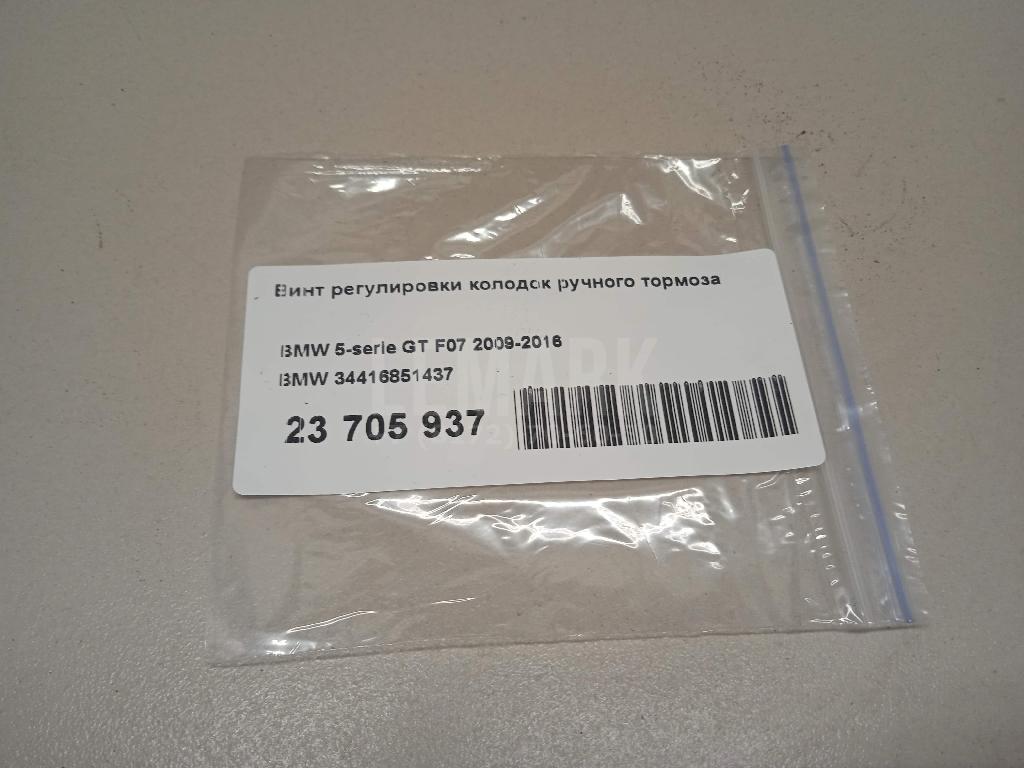 Винт регулировки колодок ручного тормоза
BMW 5-serie GT F07 2009-2016
BMW 34416851437
23 705 937